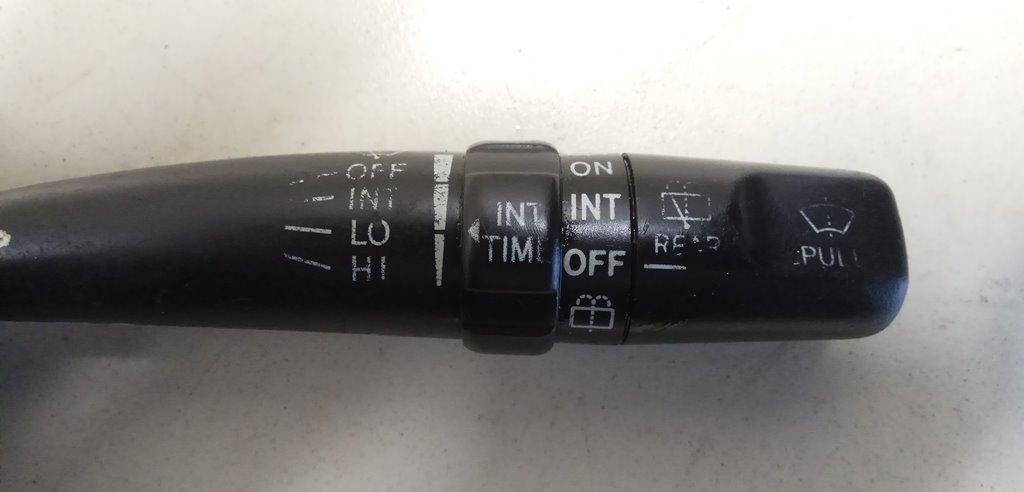 OFF
INT
LO
HI
INT
TIME
ON
INT
OFF
REAR
PULL